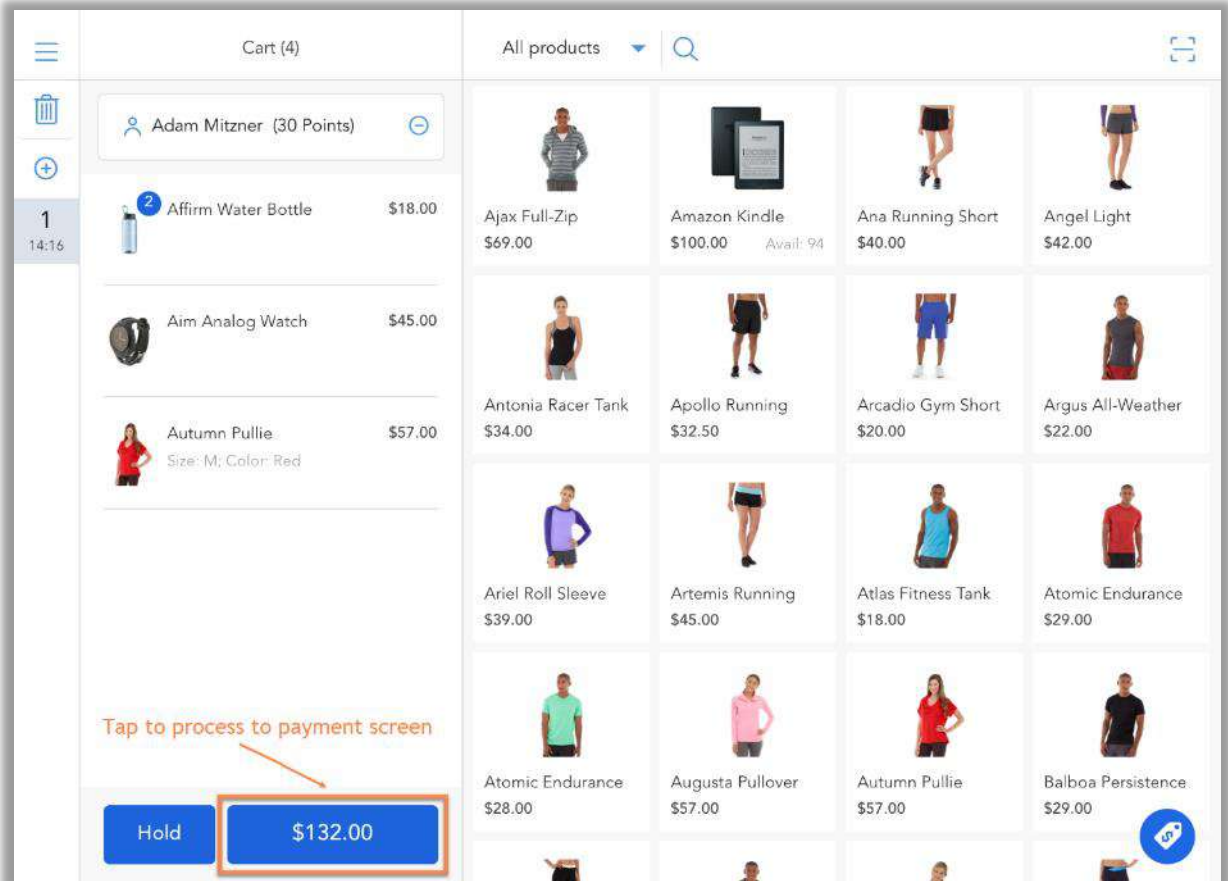 Cart (4)
All products
Adam Mitzner (30 Points)
1
14:16
2
Affirm Water Bottle $18.00
Aim Analog Watch $45.00
Autumn Pullie $57.00
Size: M; Color: Red
Tap to process to payment screen
Hold
$132.00
Ajax Full-Zip
$69.00
Amazon Kindle
$100.00 Avail: 94
Ana Running Short
$40.00
Angel Light
$42.00
Antonia Racer Tank
$34.00
Apollo Running
$32.50
Arcadio Gym Short
$20.00
Argus All-Weather
$22.00
Ariel Roll Sleeve
$39.00
Artemis Running
$45.00
Atlas Fitness Tank
$18.00
Atomic Endurance
$29.00
Atomic Endurance
$28.00
Augusta Pullover
$57.00
Autumn Pullie
$57.00
Balboa Persistence
$29.00